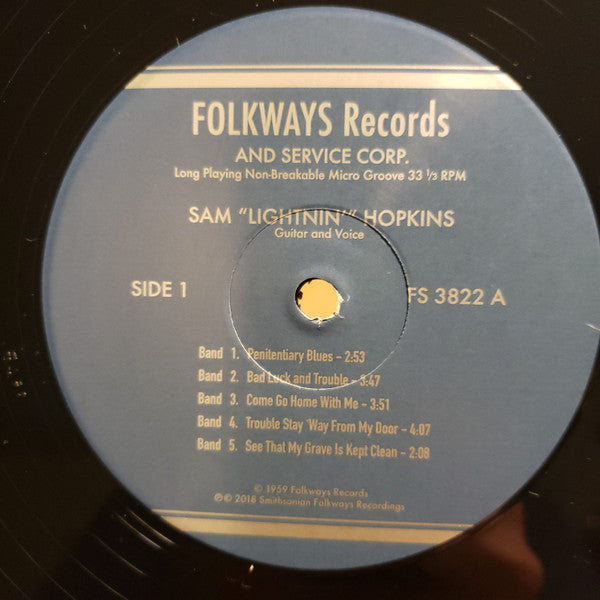 FOLKWAYS Records
AND SERVICE CORP.
Long Playing Non-Breakable Micro Groove 33 ⅓ RPM
SAM "LIGHTNIN'" HOPKINS
Guitar and Voice
SIDE 1
FS 3822 A
Band 1. Penitentiary Blues – 2:53
Band 2. Bad Luck and Trouble – 3:47
Band 3. Come Go Home With Me – 3:51
Band 4. Trouble Stay 'Way From My Door – 4:07
Band 5. See That My Grave Is Kept Clean – 2:08
© 1959 Folkways Records
℗© 2018 Smithsonian Folkways Recordings